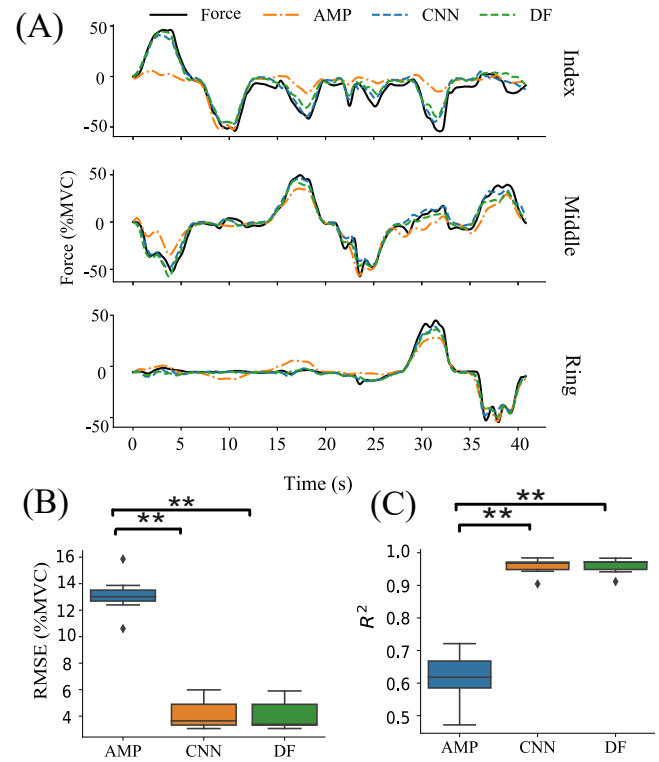 (A)
Force AMP CNN DF
50
0
-50
Index
50
0
-50
Middle
50
0
-50
Ring
Force (%MVC)
0 5 10 15 20 25 30 35 40
Time (s)
(B)
**
**
16
14
12
10
8
6
4
RMSE (%MVC)
AMP CNN DF
(C)
**
**
1.0
0.9
0.8
0.7
0.6
0.5
R²
AMP CNN DF